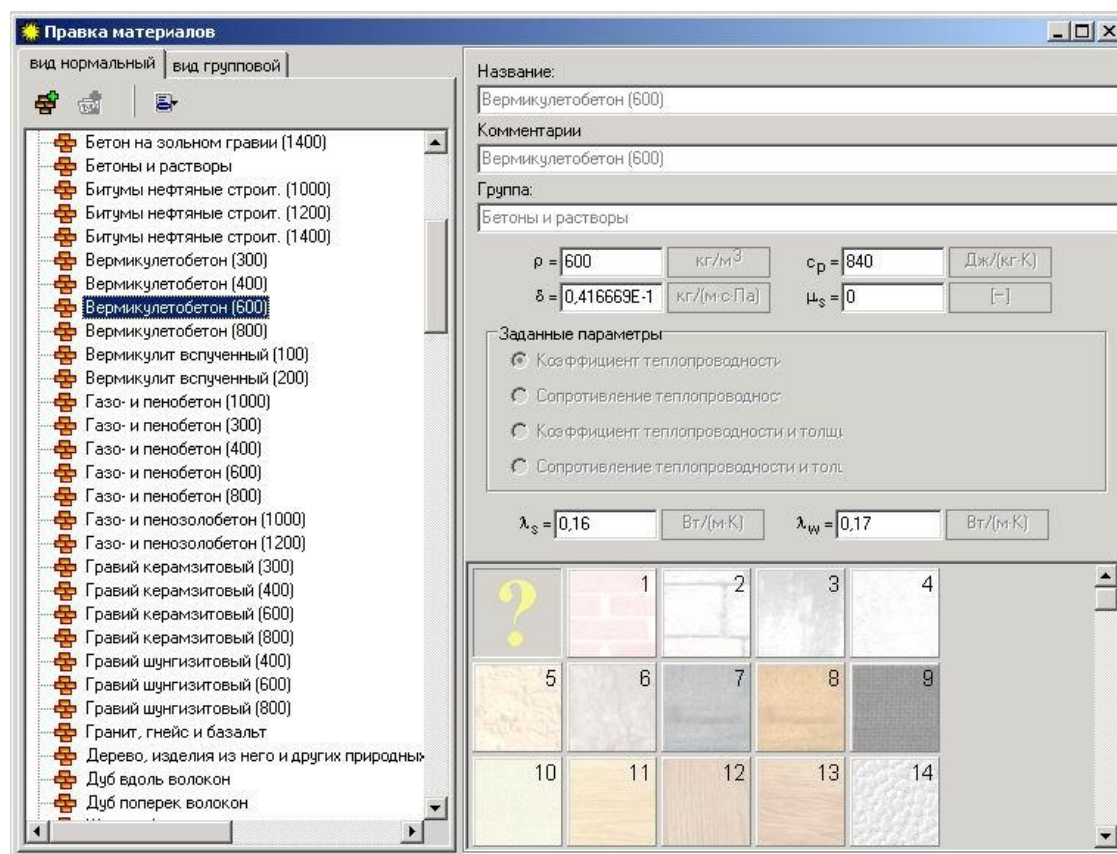 Правка материалов
вид нормальный вид групповой
Бетон на зольном гравии (1400)
Бетоны и растворы
Битумы нефтяные строит. (1000)
Битумы нефтяные строит. (1200)
Битумы нефтяные строит. (1400)
Вермикулетобетон (300)
Вермикулетобетон (400)
Вермикулетобетон (600)
Вермикулетобетон (800)
Вермикулит вспученный (100)
Вермикулит вспученный (200)
Газо- и пенобетон (1000)
Газо- и пенобетон (300)
Газо- и пенобетон (400)
Газо- и пенобетон (600)
Газо- и пенобетон (800)
Газо- и пенозолобетон (1000)
Газо- и пенозолобетон (1200)
Гравий керамзитовый (300)
Гравий керамзитовый (400)
Гравий керамзитовый (600)
Гравий керамзитовый (800)
Гравий шунгизитовый (400)
Гравий шунгизитовый (600)
Гравий шунгизитовый (800)
Гранит, гнейс и базальт
Дерево, изделия из него и других природных
Дуб вдоль волокон
Дуб поперек волокон
Название:
Вермикулетобетон (600)
Комментарии
Вермикулетобетон (600)
Группа:
Бетоны и растворы
ρ = 600 кг/м³ cp = 840 Дж/(кг·К)
δ = 0,416669E-1 кг/(м·с·Па) μs = 0 [-]
Заданные параметры
Коэффициент теплопроводности
Сопротивление теплопроводнос
Коэффициент теплопроводности и толщи
Сопротивление теплопроводности и толь
λs = 0,16 Вт/(м·К) λw = 0,17 Вт/(м·К)
? 1 2 3 4
5 6 7 8 9
10 11 12 13 14